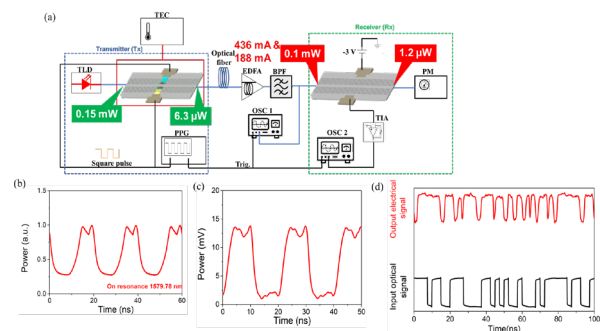 (a)
TEC
Transmitter (Tx)
TLD
0.15 mW
6.3 μW
PPG
Square pulse
Optical
fiber
436 mA &
188 mA
EDFA
BPF
OSC 1
Trig.
Receiver (Rx)
-3 V
0.1 mW
1.2 μW
PM
TIA
OSC 2
(b)
Power (a.u.)
1.0
0.5
0.0
On resonance 1579.78 nm
0
20
40
60
Time (ns)
(c)
Power (mV)
15
10
5
0
0
10
20
30
40
50
Time (ns)
(d)
Output electrical
signal
Input optical
signal
0
20
40
60
80
100
Time(ns)